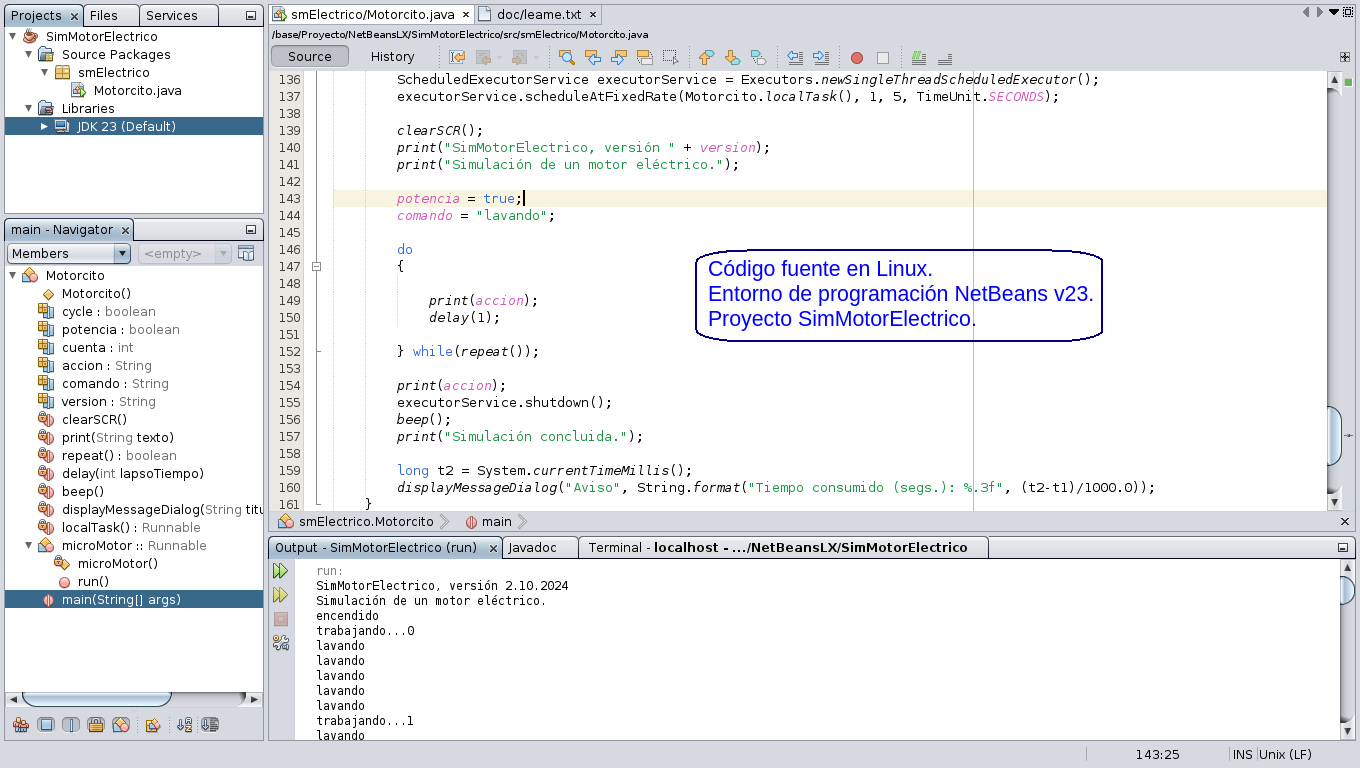 Projects × Files Services
SimMotorElectrico
Source Packages
smElectrico
Motorcito.java
Libraries
JDK 23 (Default)
main - Navigator ×
Members <empty>
Motorcito
Motorcito()
cycle : boolean
potencia : boolean
cuenta : int
accion : String
comando : String
version : String
clearSCR()
print(String texto)
repeat() : boolean
delay(int lapsoTiempo)
beep()
displayMessageDialog(String titu
localTask() : Runnable
microMotor :: Runnable
microMotor()
run()
main(String[] args)
smElectrico/Motorcito.java × doc/leame.txt ×
/base/Proyecto/NetBeansLX/SimMotorElectrico/src/smElectrico/Motorcito.java
Source History
136 ScheduledExecutorService executorService = Executors.newSingleThreadScheduledExecutor();
137 executorService.scheduleAtFixedRate(Motorcito.localTask(), 1, 5, TimeUnit.SECONDS);
138
139 clearSCR();
140 print("SimMotorElectrico, versión " + version);
141 print("Simulación de un motor eléctrico.");
142
143 potencia = true;
144 comando = "lavando";
145
146 do
147 {
148
149 print(accion);
150 delay(1);
151
152 } while(repeat());
153
154 print(accion);
155 executorService.shutdown();
156 beep();
157 print("Simulación concluida.");
158
159 long t2 = System.currentTimeMillis();
160 displayMessageDialog("Aviso", String.format("Tiempo consumido (segs.): %.3f", (t2-t1)/1000.0));
161 }
Código fuente en Linux.
Entorno de programación NetBeans v23.
Proyecto SimMotorElectrico.
smElectrico.Motorcito main
Output - SimMotorElectrico (run) × Javadoc Terminal - localhost - .../NetBeansLX/SimMotorElectrico
run:
SimMotorElectrico, versión 2.10.2024
Simulación de un motor eléctrico.
encendido
trabajando...0
lavando
lavando
lavando
lavando
lavando
trabajando...1
lavando
143:25 INS Unix (LF)